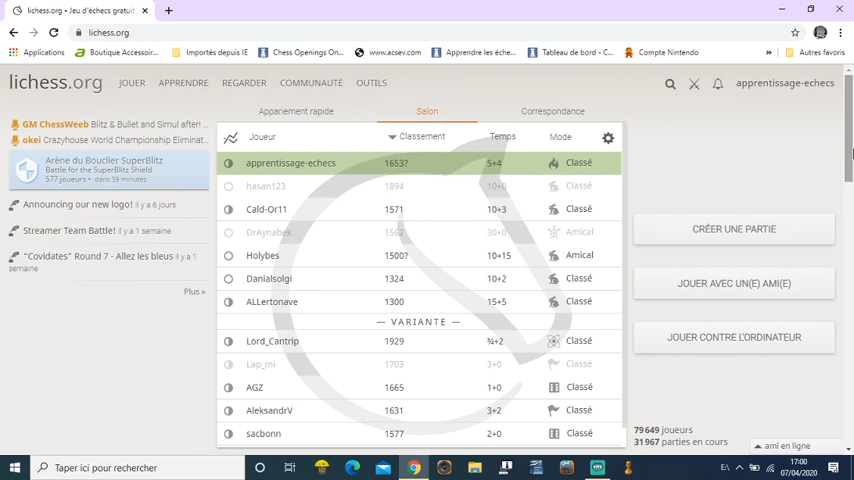 lichess.org • Jeu d'échecs gratuit
lichess.org
Applications
Boutique Accessoir...
Importés depuis IE
Chess Openings On...
www.acsev.com
Apprendre les éche...
Tableau de bord - C...
Compte Nintendo
»
Autres favoris
lichess.org
JOUER
APPRENDRE
REGARDER
COMMUNAUTÉ
OUTILS
apprentissage-echecs
Appariement rapide
Salon
Correspondance
GM ChessWeeb Blitz & Bullet and Simul after! ...
okei Crazyhouse World Championship Eliminat...
Arène du Bouclier SuperBlitz
Battle for the SuperBlitz Shield
577 joueurs • dans 59 minutes
Announcing our new logo! il y a 6 jours
Streamer Team Battle! il y a 1 semaine
"Covidates" Round 7 - Allez les bleus il y a 1
semaine
Plus »
Joueur Classement Temps Mode
apprentissage-echecs 1653? 5+4 Classé
hasan123 1894 10+0 Classé
Cald-Or11 1571 10+3 Classé
DrAynabek 1562 30+0 Amical
Holybes 1500? 10+15 Amical
Danialsolgi 1324 10+2 Classé
ALLertonave 1300 15+5 Classé
— VARIANTE —
Lord_Cantrip 1929 ¾+2 Classé
Lap_mi 1703 3+0 Classé
AGZ 1665 1+0 Classé
AleksandrV 1631 3+2 Classé
sacbonn 1577 2+0 Classé
CRÉER UNE PARTIE
JOUER AVEC UN(E) AMI(E)
JOUER CONTRE L'ORDINATEUR
79 649 joueurs
31 967 parties en cours
ami en ligne
Taper ici pour rechercher
E:\
17:00
07/04/2020